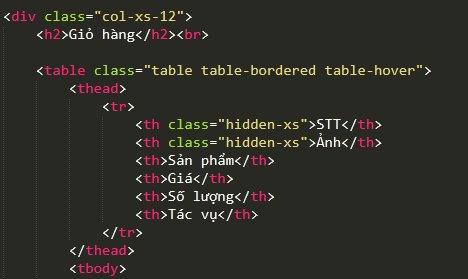 <div class="col-xs-12">
<h2>Giỏ hàng</h2><br>
<table class="table table-bordered table-hover">
<thead>
<tr>
<th class="hidden-xs">STT</th>
<th class="hidden-xs">Ảnh</th>
<th>Sản phẩm</th>
<th>Giá</th>
<th>Số lượng</th>
<th>Tác vụ</th>
</tr>
</thead>
<tbody>